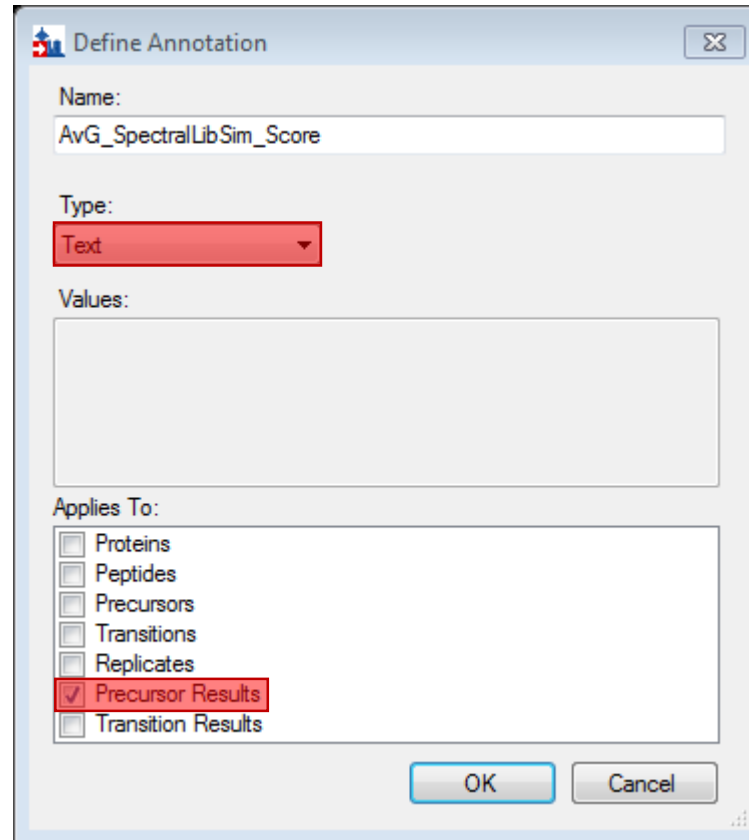 Define Annotation
Name:
AvG_SpectralLibSim_Score
Type:
Text
Values:
Applies To:
Proteins
Peptides
Precursors
Transitions
Replicates
Precursor Results
Transition Results
OK Cancel